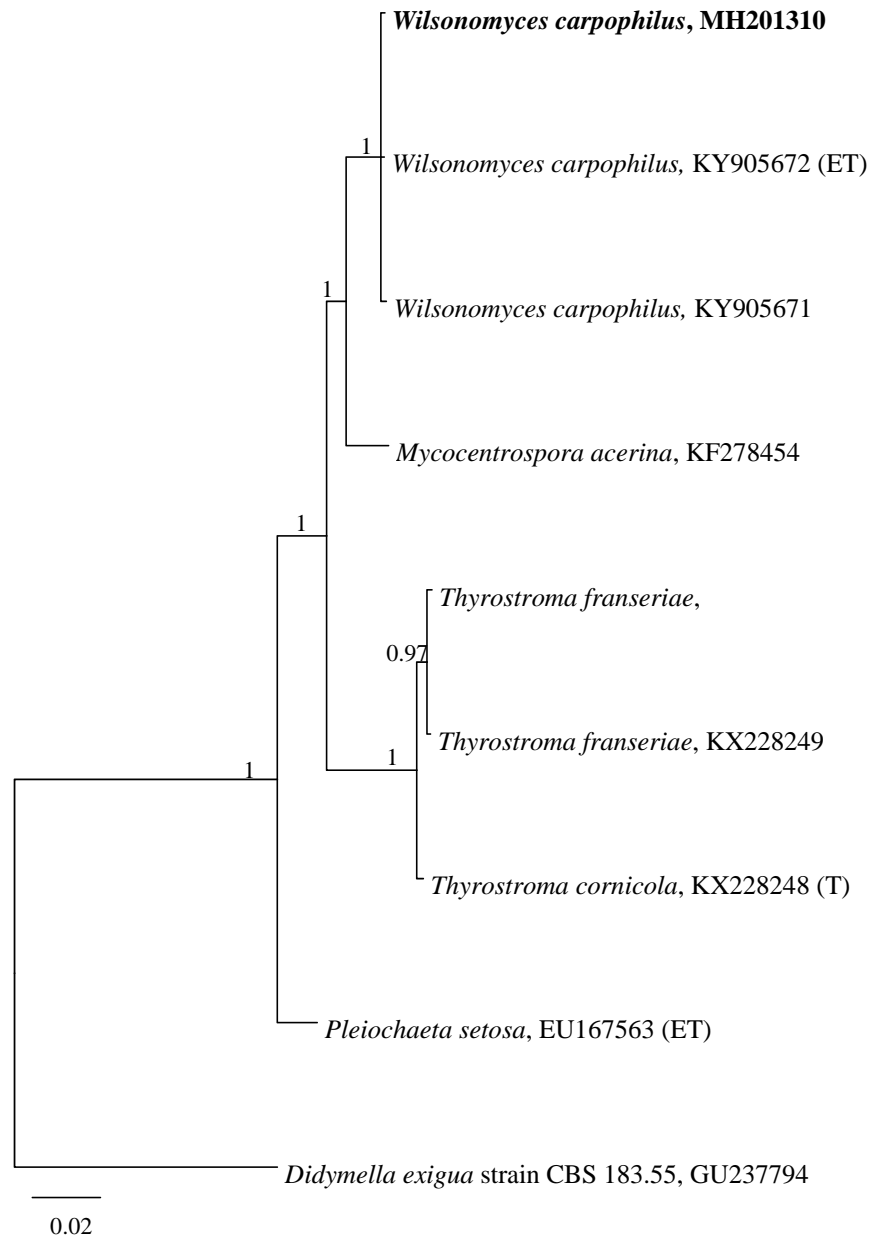 Wilsonomyces carpophilus, MH201310
1
Wilsonomyces carpophilus, KY905672 (ET)
1
Wilsonomyces carpophilus, KY905671
Mycocentrospora acerina, KF278454
1
Thyrostroma franseriae,
0.97
Thyrostroma franseriae, KX228249
1
1
Thyrostroma cornicola, KX228248 (T)
Pleiochaeta setosa, EU167563 (ET)
Didymella exigua strain CBS 183.55, GU237794
0.02